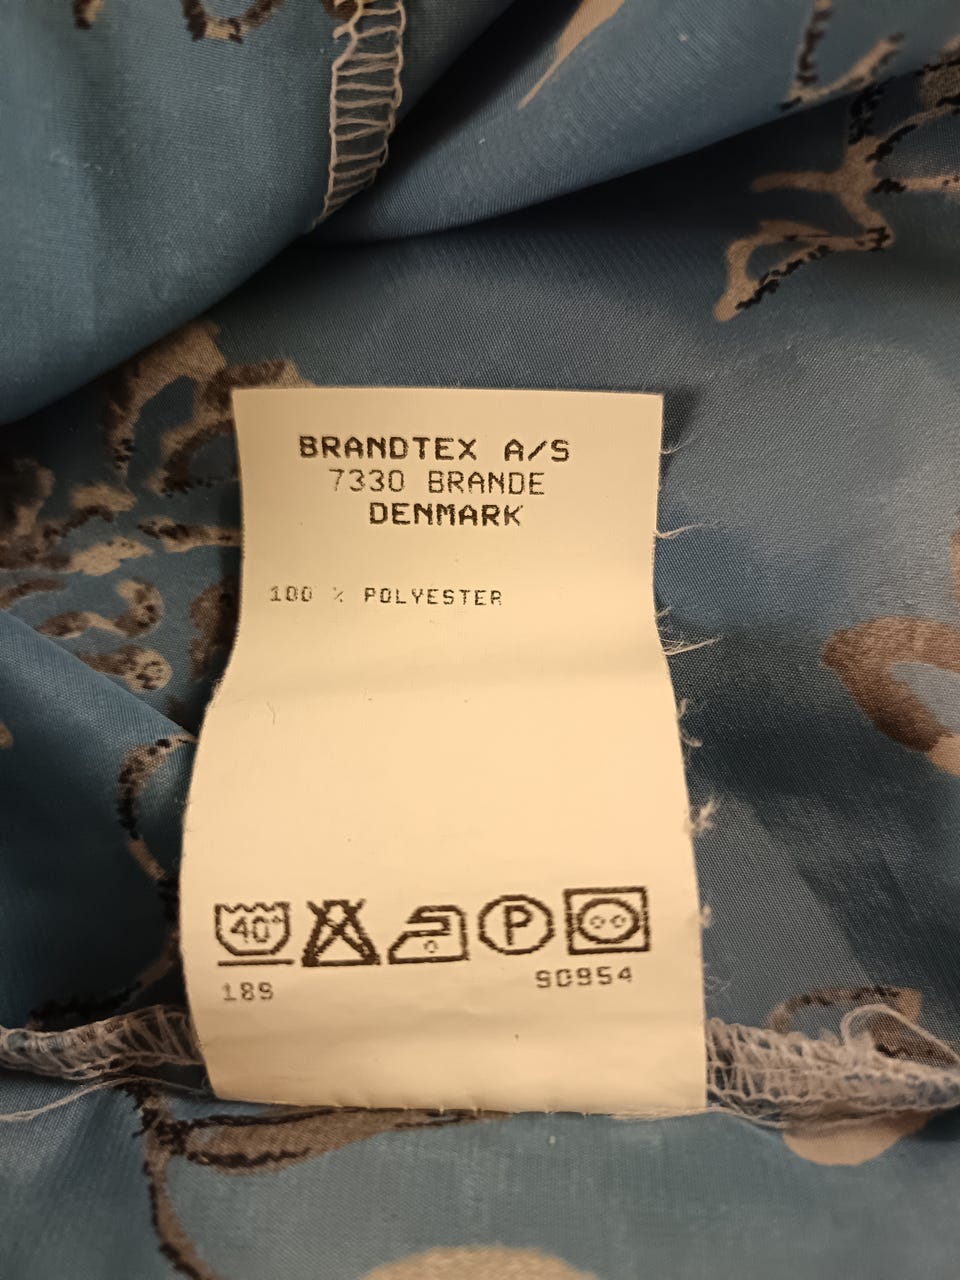 BRANDTEX A/S
7330 BRANDE
DENMARK
100 % POLYESTER
40°
P
189
90954